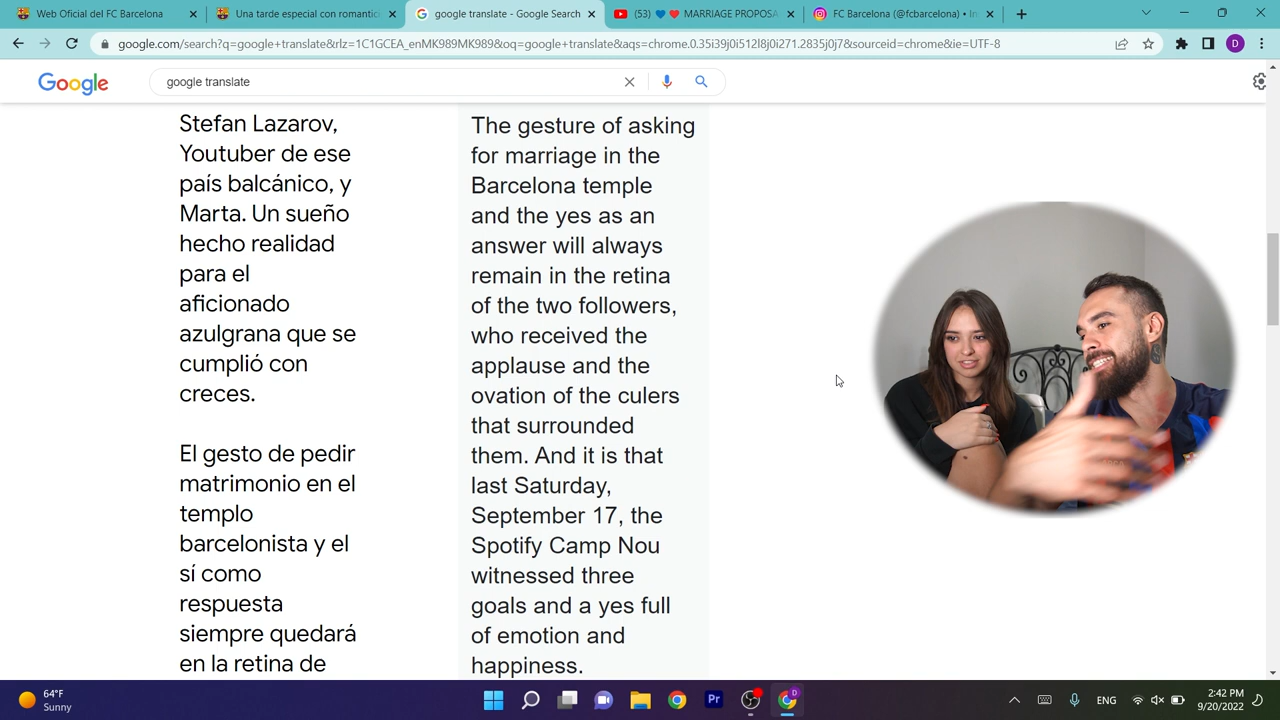 Web Oficial del FC Barcelona
Una tarde especial con romantic
google translate - Google Search
(53) 💙❤️ MARRIAGE PROPOSA
FC Barcelona (@fcbarcelona) • In
google.com/search?q=google+translate&rlz=1C1GCEA_enMK989MK989&oq=google+translate&aqs=chrome.0.35i39j0i512l8j0i271.2835j0j7&sourceid=chrome&ie=UTF-8
D
Google
google translate
Stefan Lazarov,
Youtuber de ese
país balcánico, y
Marta. Un sueño
hecho realidad
para el
aficionado
azulgrana que se
cumplió con
creces.
El gesto de pedir
matrimonio en el
templo
barcelonista y el
sí como
respuesta
siempre quedará
en la retina de
The gesture of asking
for marriage in the
Barcelona temple
and the yes as an
answer will always
remain in the retina
of the two followers,
who received the
applause and the
ovation of the culers
that surrounded
them. And it is that
last Saturday,
September 17, the
Spotify Camp Nou
witnessed three
goals and a yes full
of emotion and
happiness.
64°F
Sunny
Pr
D
ENG
2:42 PM
9/20/2022